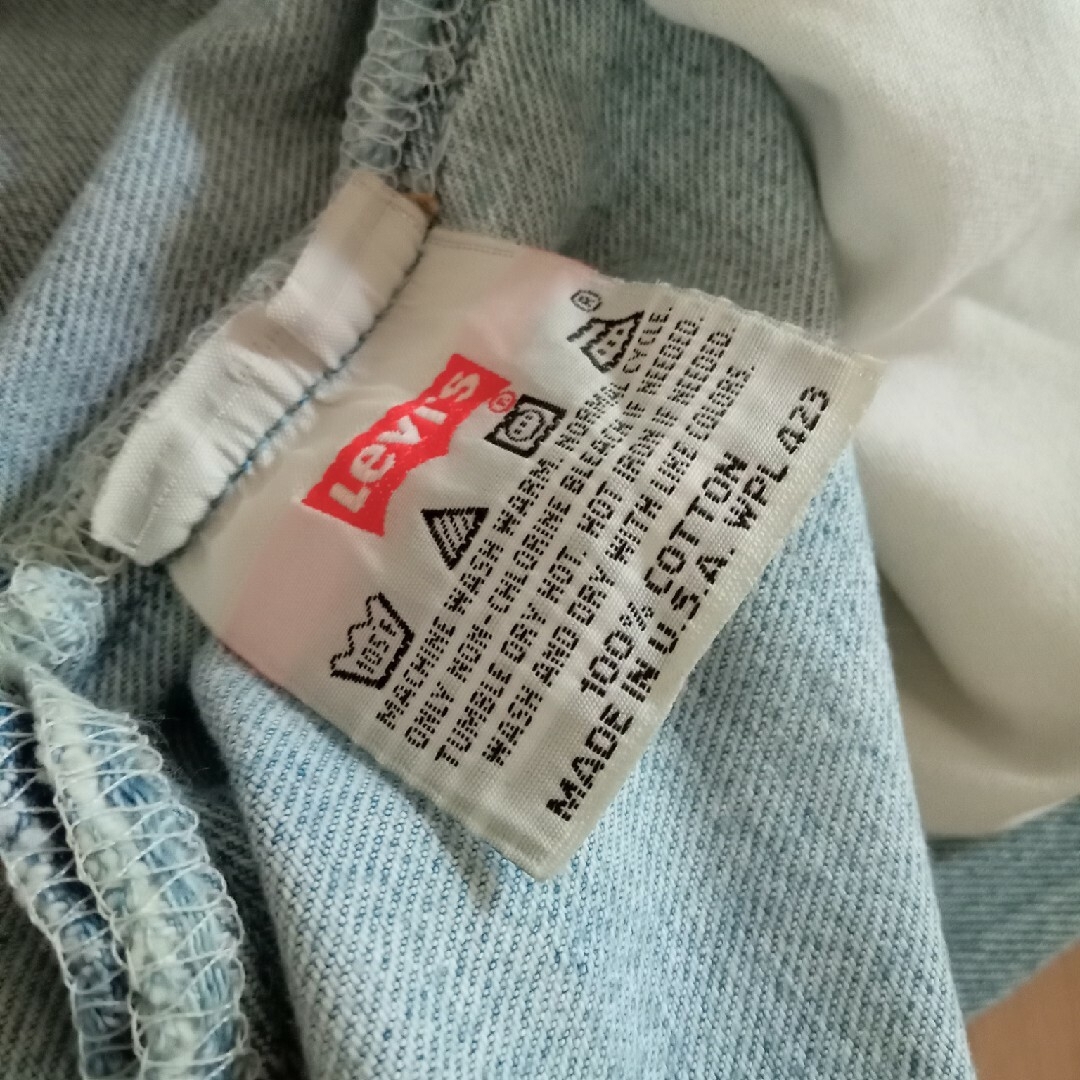 Levi's®
®
105F
MACHINE WASH WARM. NORMAL CYCLE.
ONLY NON-CHLORINE BLEACH IF NEEDED.
TUMBLE DRY HOT. HOT IRON IF NEEDED.
WASH AND DRY WITH LIKE COLORS.
100% COTTON
MADE IN U.S.A. WPL 423